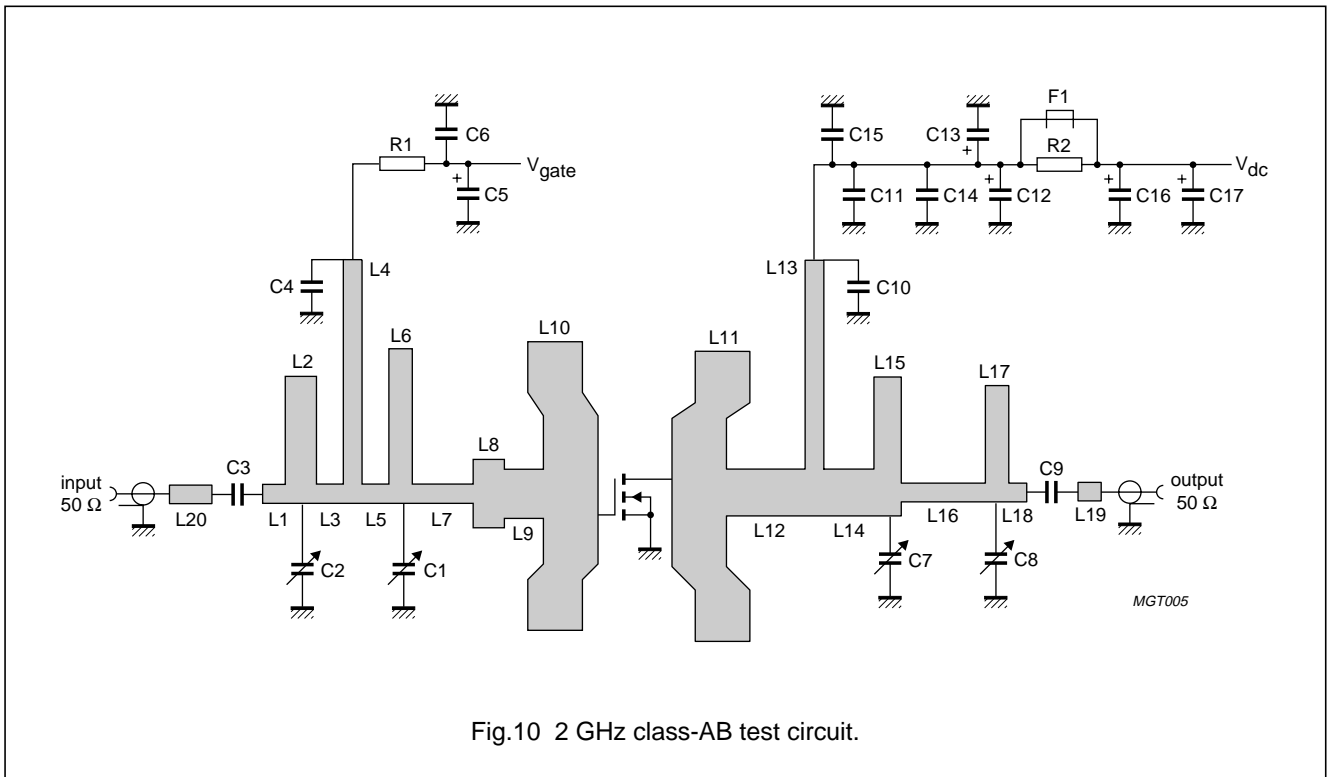 F1
C6
C15
C13
+
R1
R2
V_gate
V_dc
+
C5
C11
C14
+
C12
+
C16
+
C17
L4
L13
C4
C10
L6
L10
L11
L2
L15
L17
L8
input
50 Ω
C3
C9
output
50 Ω
L20
L1
L3
L5
L7
L9
L12
L14
L16
L18
L19
C2
C1
C7
C8
MGT005
Fig.10 2 GHz class-AB test circuit.